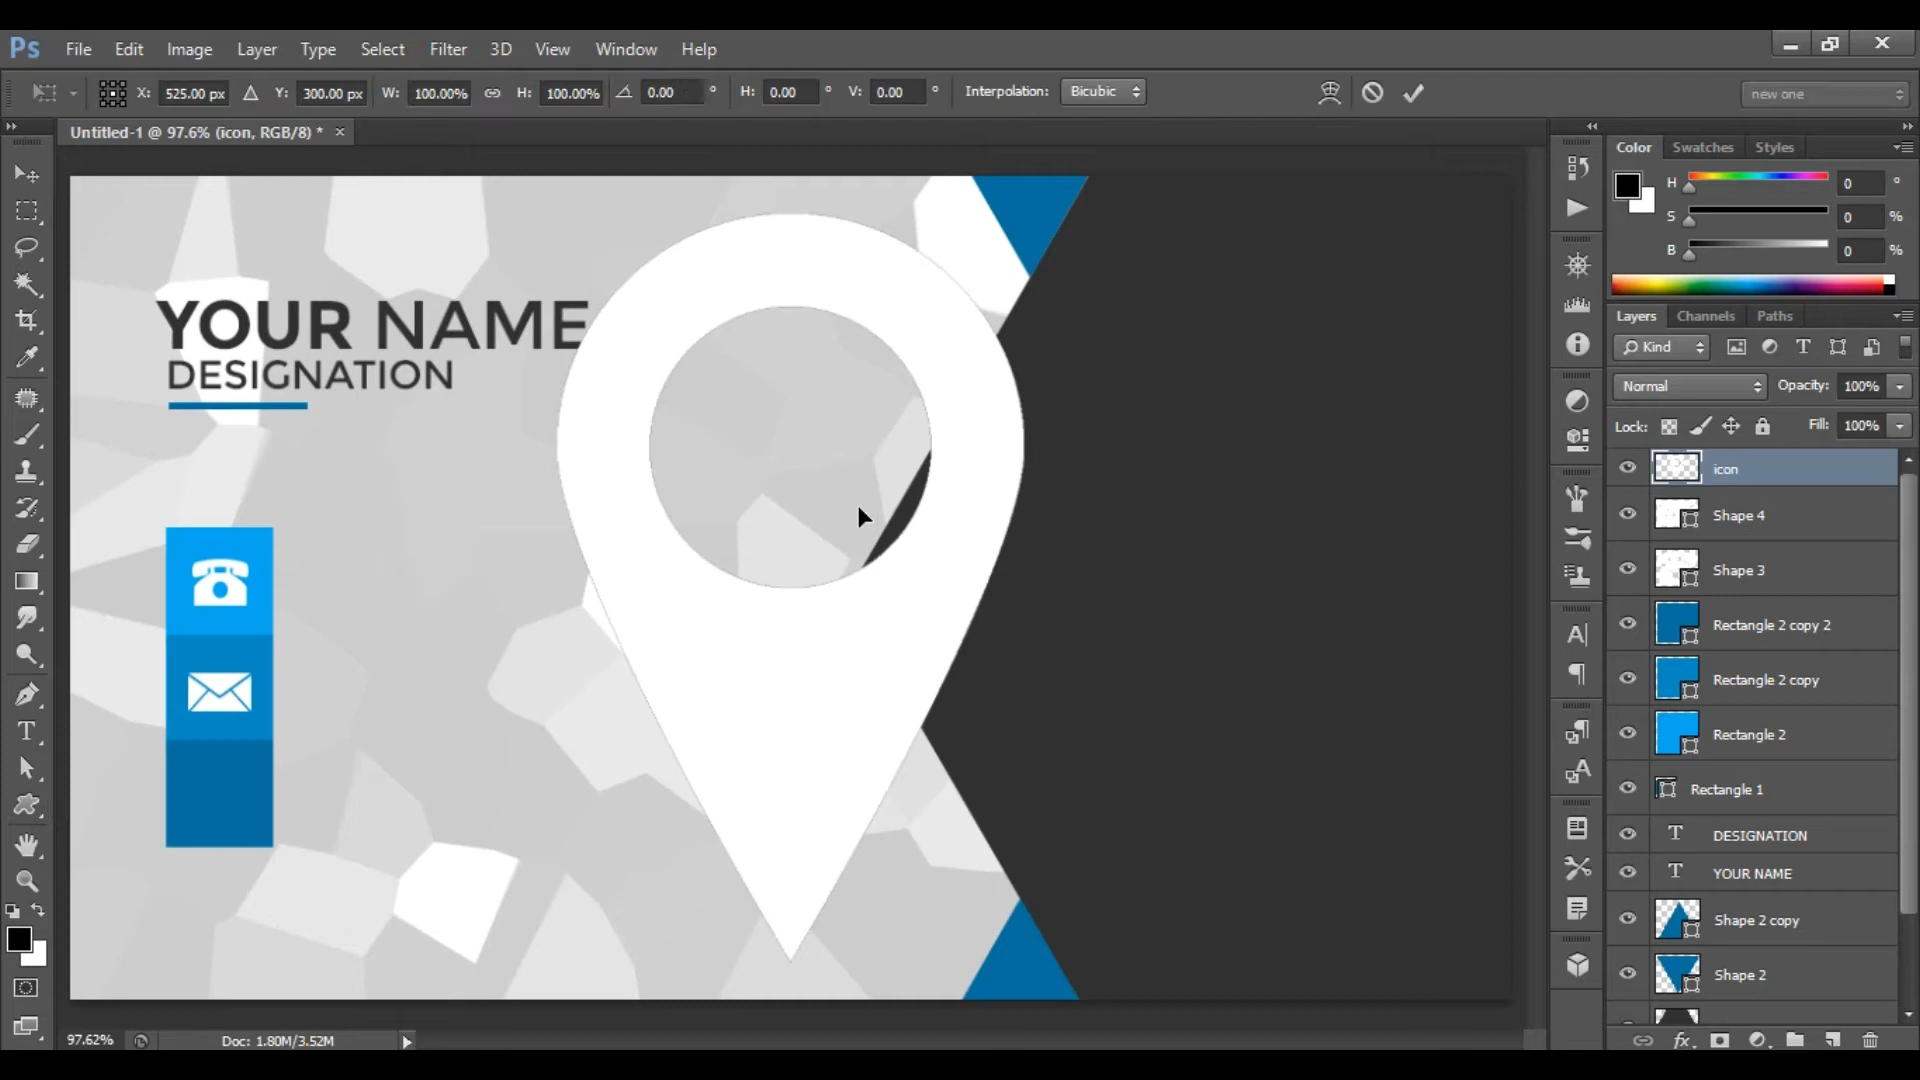 Ps File Edit Image Layer Type Select Filter 3D View Window Help
X: 525.00 px Y: 300.00 px W: 100.00% H: 100.00% 0.00 ° H: 0.00 ° V: 0.00 ° Interpolation: Bicubic new one
Untitled-1 @ 97.6% (icon, RGB/8) * ×
Color Swatches Styles
H 0 °
S 0 %
B 0 %
YOUR NAME
DESIGNATION
Layers Channels Paths
Kind
Normal Opacity: 100%
Lock: Fill: 100%
icon
Shape 4
Shape 3
Rectangle 2 copy 2
Rectangle 2 copy
Rectangle 2
Rectangle 1
DESIGNATION
YOUR NAME
Shape 2 copy
Shape 2
97.62% Doc: 1.80M/3.52M